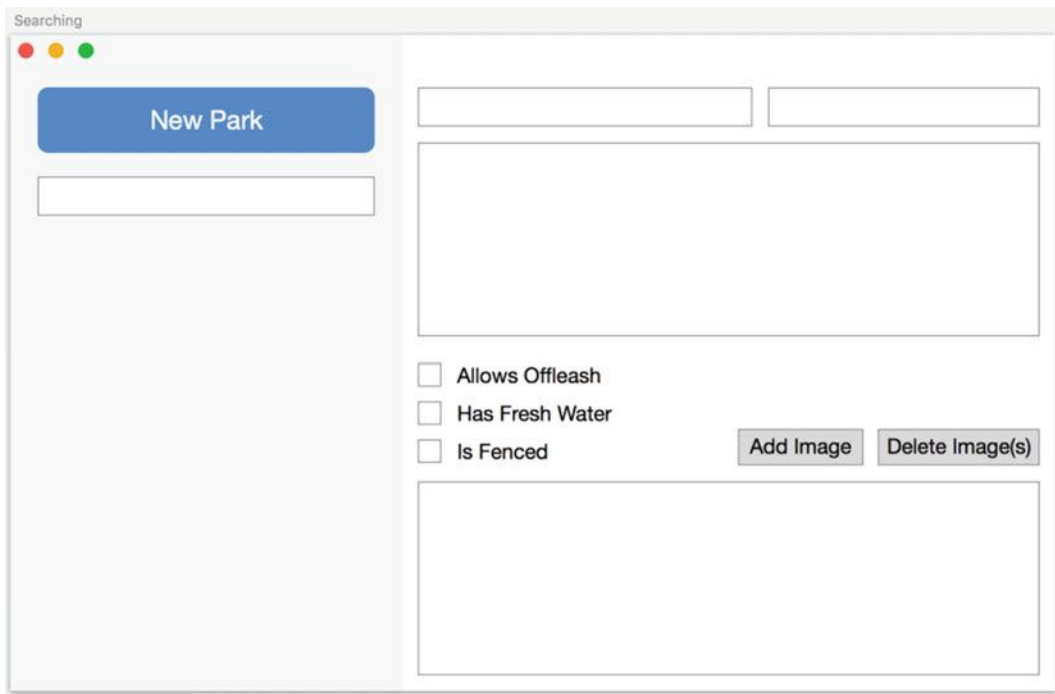 Searching
New Park
Allows Offleash
Has Fresh Water
Is Fenced
Add Image
Delete Image(s)